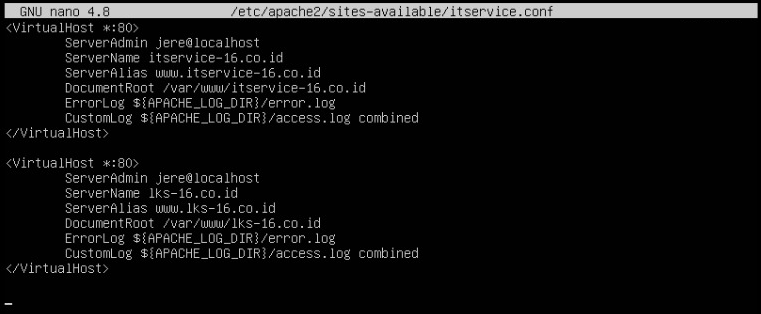 GNU nano 4.8 /etc/apache2/sites-available/itservice.conf
<VirtualHost *:80>
ServerAdmin jere@localhost
ServerName itservice-16.co.id
ServerAlias www.itservice-16.co.id
DocumentRoot /var/www/itservice-16.co.id
ErrorLog ${APACHE_LOG_DIR}/error.log
CustomLog ${APACHE_LOG_DIR}/access.log combined
</VirtualHost>
<VirtualHost *:80>
ServerAdmin jere@localhost
ServerName lks-16.co.id
ServerAlias www.lks-16.co.id
DocumentRoot /var/www/lks-16.co.id
ErrorLog ${APACHE_LOG_DIR}/error.log
CustomLog ${APACHE_LOG_DIR}/access.log combined
</VirtualHost>